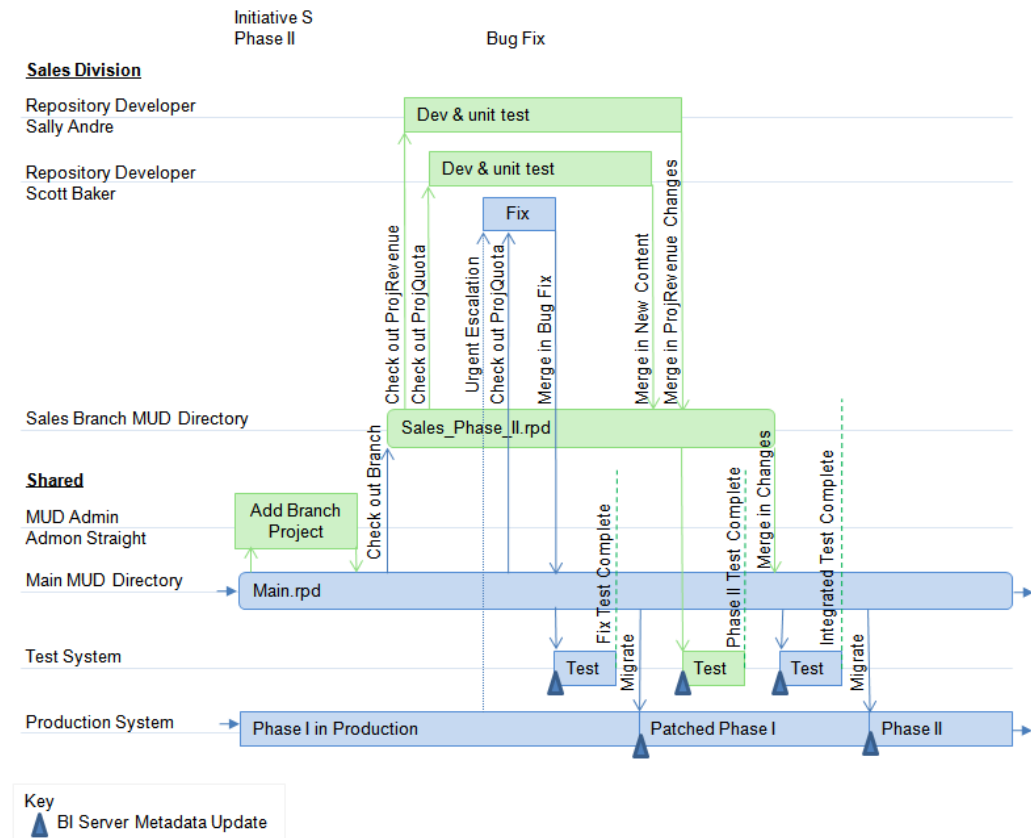 Initiative S
Phase II
Bug Fix
Sales Division
Repository Developer
Sally Andre
Dev & unit test
Repository Developer
Scott Baker
Dev & unit test
Fix
Check out ProjRevenue
Check out ProjQuota
Urgent Escalation
Check out ProjQuota
Merge in Bug Fix
Merge in New Content
Merge in ProjRevenue Changes
Sales Branch MUD Directory
Sales_Phase_II.rpd
Shared
MUD Admin
Admon Straight
Add Branch
Project
Check out Branch
Fix Test Complete
Phase II Test Complete
Merge in Changes
Integrated Test Complete
Main MUD Directory
Main.rpd
Test System
Test
Migrate
Test
Test
Migrate
Production System
Phase I in Production
Patched Phase I
Phase II
Key
BI Server Metadata Update